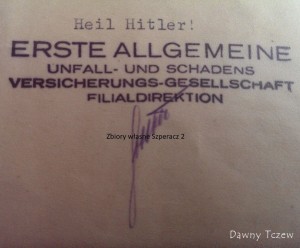 Heil Hitler!
ERSTE ALLGEMEINE
UNFALL- UND SCHADENS
VERSICHERUNGS-GESELLSCHAFT
FILIALDIREKTION
Zbiory własne Szperacz 2
Dawny Tczew